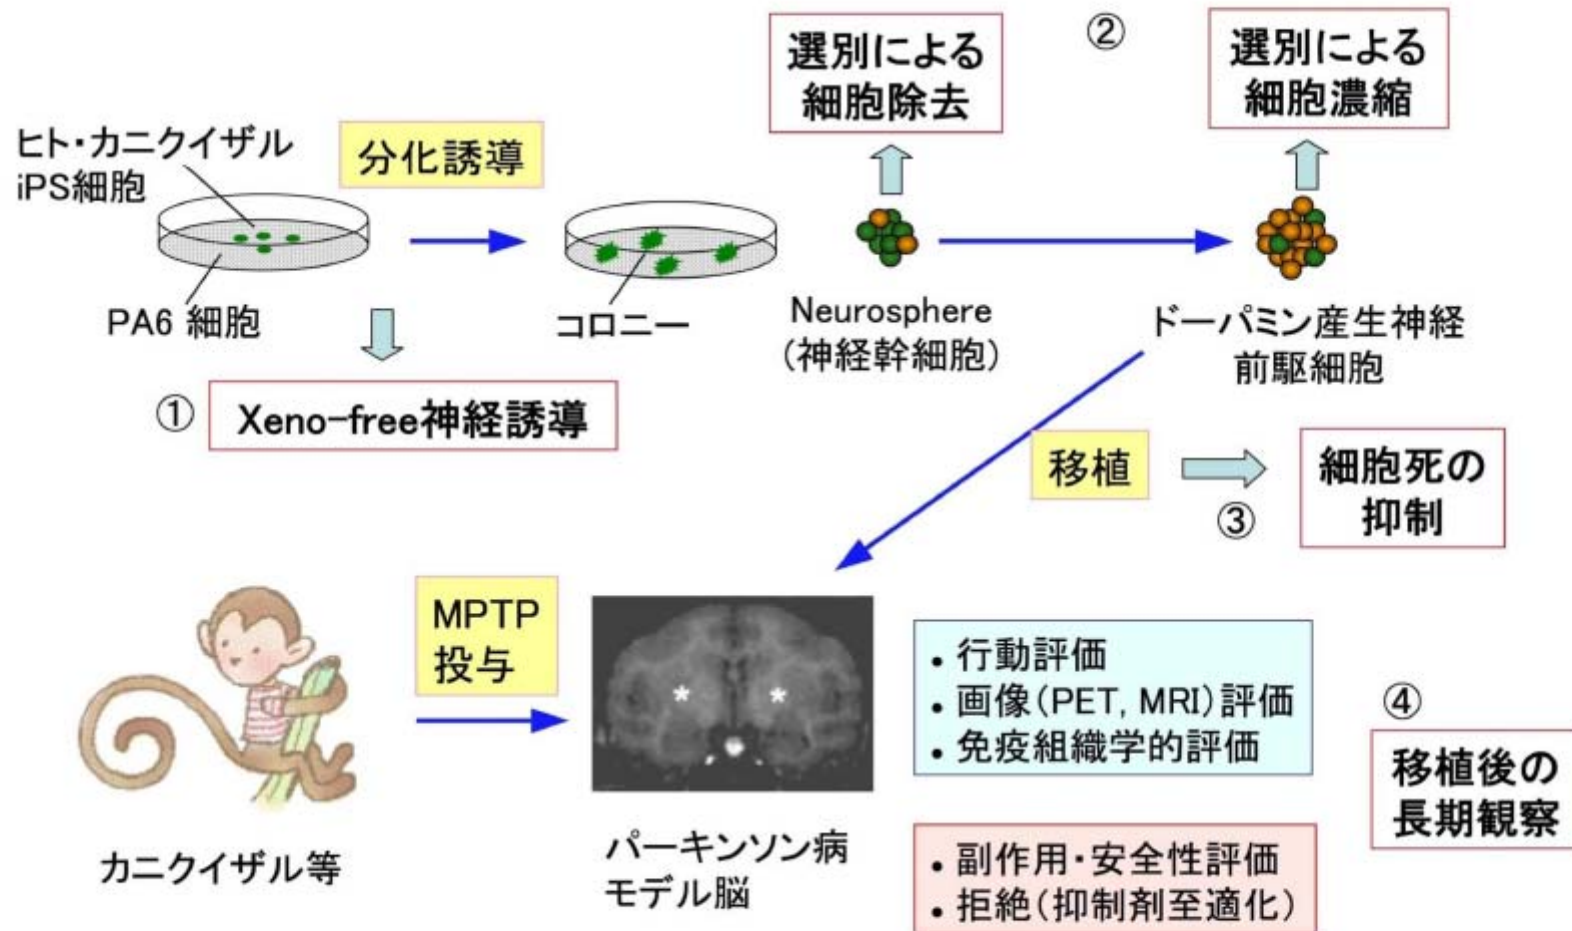 選別による
細胞除去
②
選別による
細胞濃縮
ヒト・カニクイザル
iPS細胞
分化誘導
PA6 細胞
コロニー
Neurosphere
(神経幹細胞)
ドーパミン産生神経
前駆細胞
①
Xeno-free神経誘導
移植
③
細胞死の
抑制
MPTP
投与
*
*
• 行動評価
• 画像(PET, MRI)評価
• 免疫組織学的評価
④
移植後の
長期観察
カニクイザル等
パーキンソン病
モデル脳
• 副作用・安全性評価
• 拒絶(抑制剤至適化)